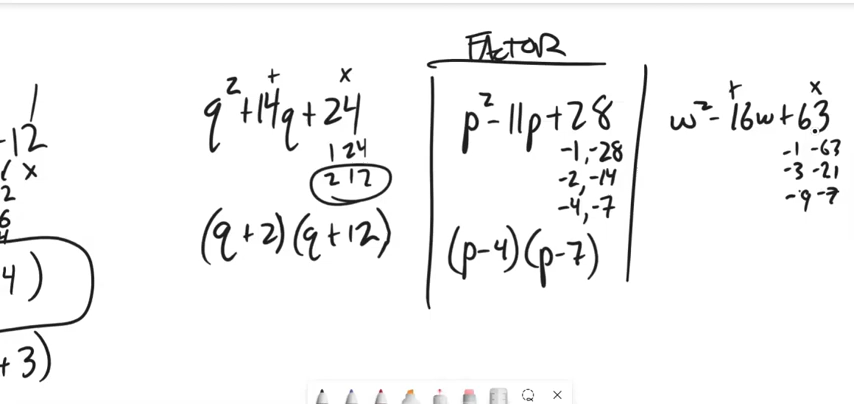 -12
x
2
6
4
4)
+3)
+ x
q²+14q+24
1 24
2 12
(q+2)(q+12)
FACTOR
p²-11p+28
-1,-28
-2,-14
-4,-7
(p-4)(p-7)
+ x
w²-16w+63
-1 -63
-3 -21
-9 -7